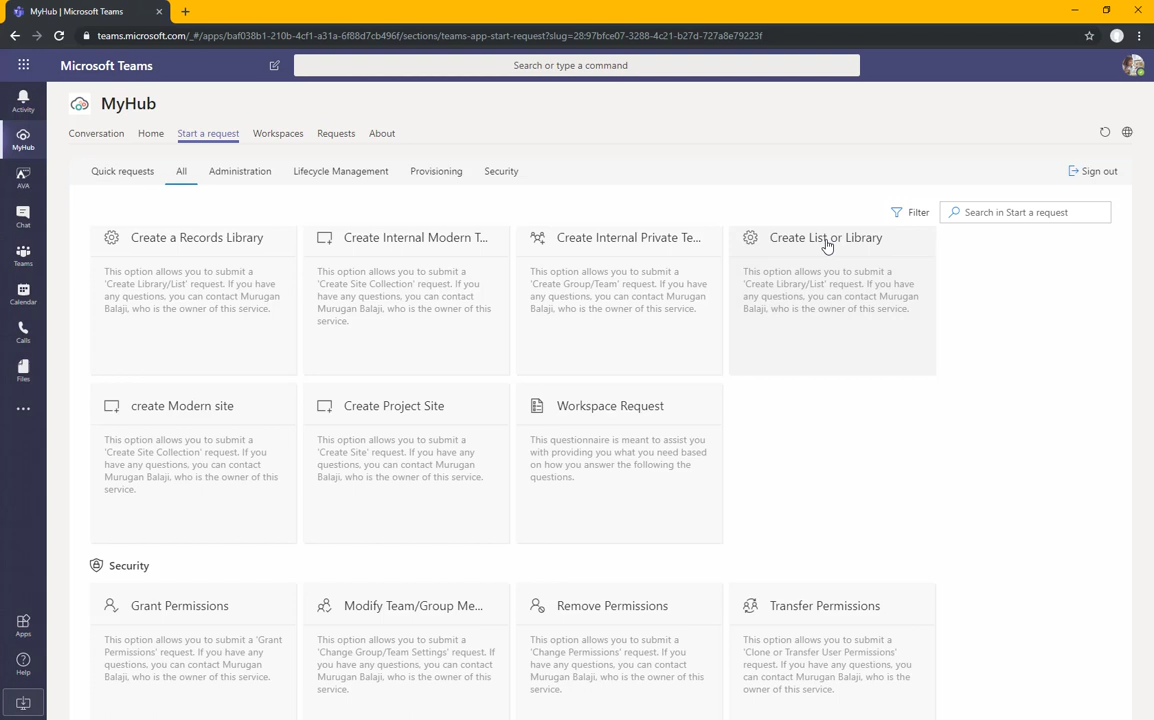 MyHub | Microsoft Teams
teams.microsoft.com/_#/apps/baf038b1-210b-4cf1-a31a-6f88d7cb496f/sections/teams-app-start-request?slug=28:97bfce07-3288-4c21-b27d-727a8e79223f
Microsoft Teams
Search or type a command
Activity
MyHub
AVA
Chat
Teams
Calendar
Calls
Files
Apps
Help
MyHub
Conversation Home Start a request Workspaces Requests About
Quick requests All Administration Lifecycle Management Provisioning Security
Sign out
Filter
Search in Start a request
Create a Records Library
This option allows you to submit a
'Create Library/List' request. If you have
any questions, you can contact Murugan
Balaji, who is the owner of this service.
Create Internal Modern T...
This option allows you to submit a
'Create Site Collection' request. If you
have any questions, you can contact
Murugan Balaji, who is the owner of this
service.
Create Internal Private Te...
This option allows you to submit a
'Create Group/Team' request. If you have
any questions, you can contact Murugan
Balaji, who is the owner of this service.
Create List or Library
This option allows you to submit a
'Create Library/List' request. If you have
any questions, you can contact Murugan
Balaji, who is the owner of this service.
create Modern site
This option allows you to submit a
'Create Site Collection' request. If you
have any questions, you can contact
Murugan Balaji, who is the owner of this
service.
Create Project Site
This option allows you to submit a
'Create Site' request. If you have any
questions, you can contact Murugan
Balaji, who is the owner of this service.
Workspace Request
This questionnaire is meant to assist you
with providing you what you need based
on how you answer the following the
questions.
Security
Grant Permissions
This option allows you to submit a 'Grant
Permissions' request. If you have any
questions, you can contact Murugan
Balaji, who is the owner of this service.
Modify Team/Group Me...
This option allows you to submit a
'Change Group/Team Settings' request. If
you have any questions, you can contact
Murugan Balaji, who is the owner of this
service.
Remove Permissions
This option allows you to submit a
'Change Permissions' request. If you
have any questions, you can contact
Murugan Balaji, who is the owner of this
service.
Transfer Permissions
This option allows you to submit a
'Clone or Transfer User Permissions'
request. If you have any questions, you
can contact Murugan Balaji, who is the
owner of this service.